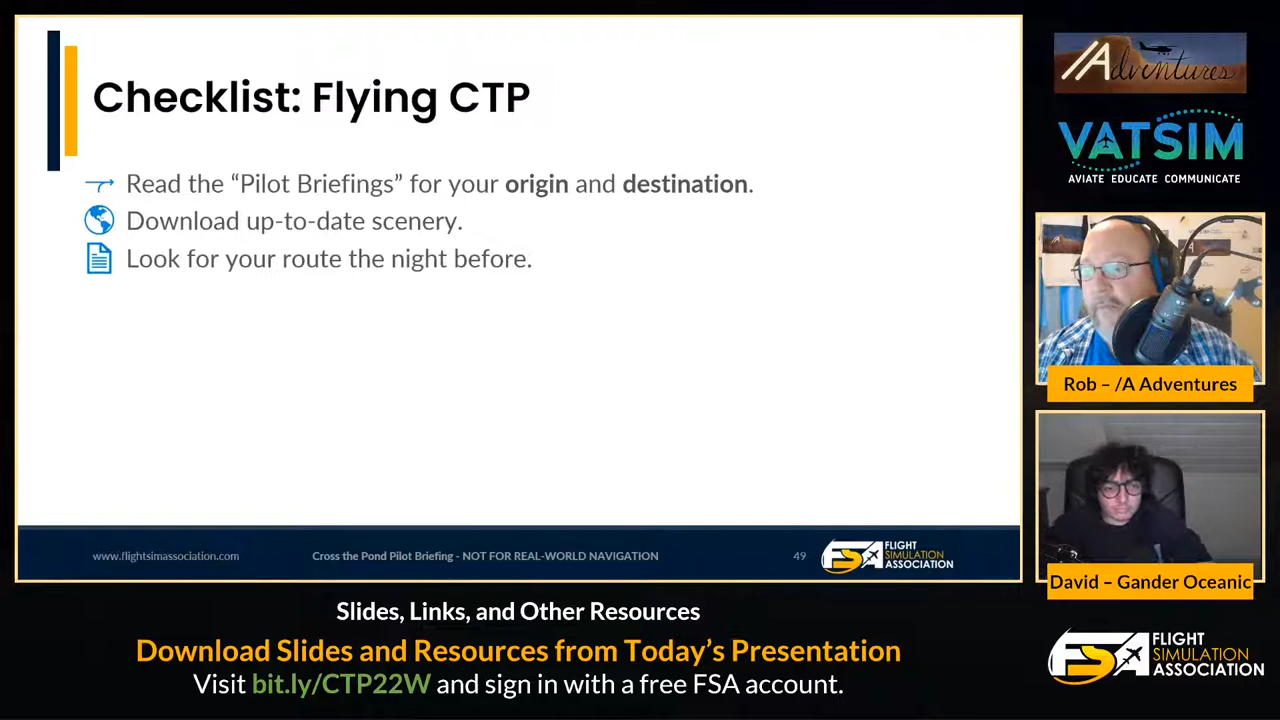 Checklist: Flying CTP
Read the “Pilot Briefings” for your origin and destination.
Download up-to-date scenery.
Look for your route the night before.
www.flightsimassociation.com
Cross the Pond Pilot Briefing - NOT FOR REAL-WORLD NAVIGATION
49
FSA FLIGHT
SIMULATION
ASSOCIATION
/Adventures
VATSIM
AVIATE EDUCATE COMMUNICATE
Rob – /A Adventures
David – Gander Oceanic
Slides, Links, and Other Resources
Download Slides and Resources from Today’s Presentation
Visit bit.ly/CTP22W and sign in with a free FSA account.
FSA FLIGHT
SIMULATION
ASSOCIATION